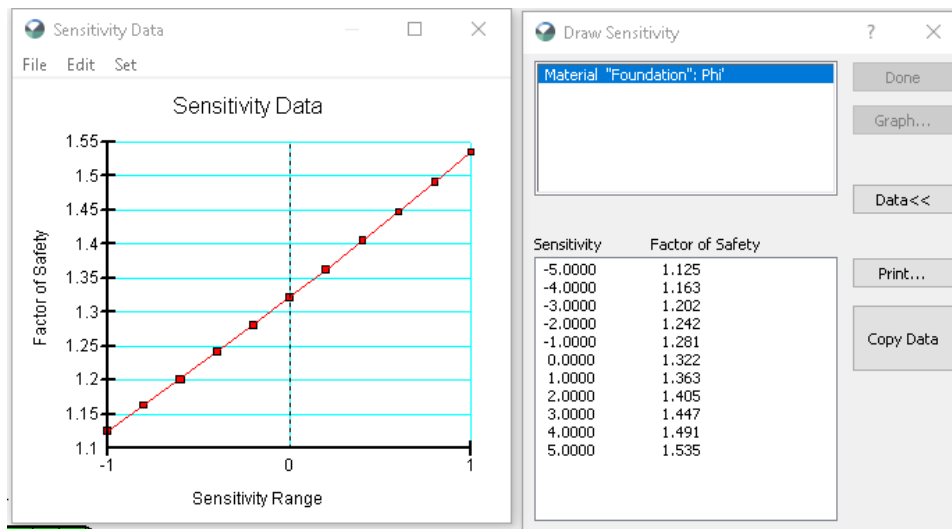 Sensitivity Data
File Edit Set
Sensitivity Data
Factor of Safety
1.55
1.5
1.45
1.4
1.35
1.3
1.25
1.2
1.15
1.1
-1 0 1
Sensitivity Range
Draw Sensitivity
Material "Foundation": Phi'
Done
Graph...
Data<<
Print...
Copy Data
Sensitivity Factor of Safety
-5.0000 1.125
-4.0000 1.163
-3.0000 1.202
-2.0000 1.242
-1.0000 1.281
0.0000 1.322
1.0000 1.363
2.0000 1.405
3.0000 1.447
4.0000 1.491
5.0000 1.535